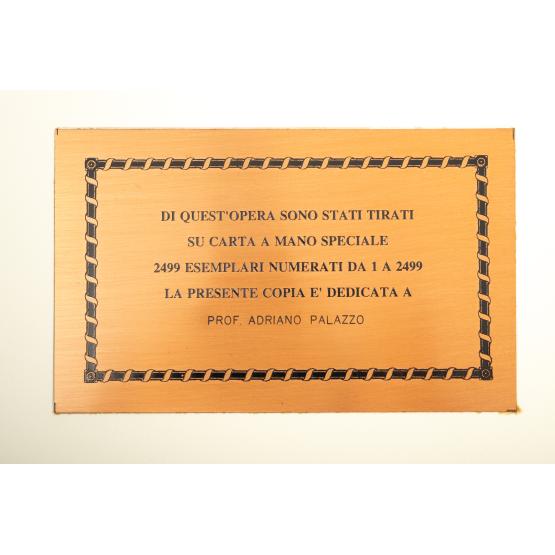 DI QUEST'OPERA SONO STATI TIRATI
SU CARTA A MANO SPECIALE
2499 ESEMPLARI NUMERATI DA 1 A 2499
LA PRESENTE COPIA E' DEDICATA A
PROF. ADRIANO PALAZZO